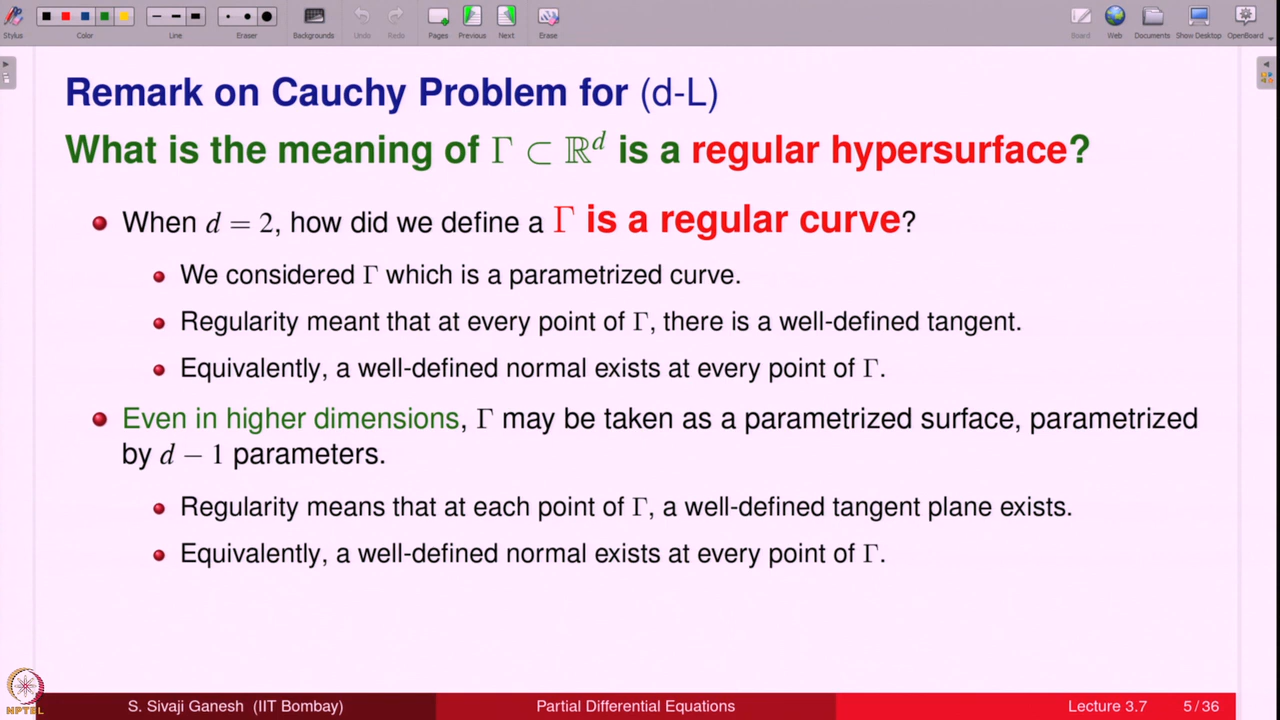 Stylus Color Line Eraser Backgrounds Undo Redo Pages Previous Next Erase Board Web Documents Show Desktop OpenBoard
Remark on Cauchy Problem for (d-L)
What is the meaning of Γ ⊂ ℝᵈ is a regular hypersurface?
When d = 2, how did we define a Γ is a regular curve?
We considered Γ which is a parametrized curve.
Regularity meant that at every point of Γ, there is a well-defined tangent.
Equivalently, a well-defined normal exists at every point of Γ.
Even in higher dimensions, Γ may be taken as a parametrized surface, parametrized
by d − 1 parameters.
Regularity means that at each point of Γ, a well-defined tangent plane exists.
Equivalently, a well-defined normal exists at every point of Γ.
NPTEL
S. Sivaji Ganesh (IIT Bombay) Partial Differential Equations Lecture 3.7 5 / 36